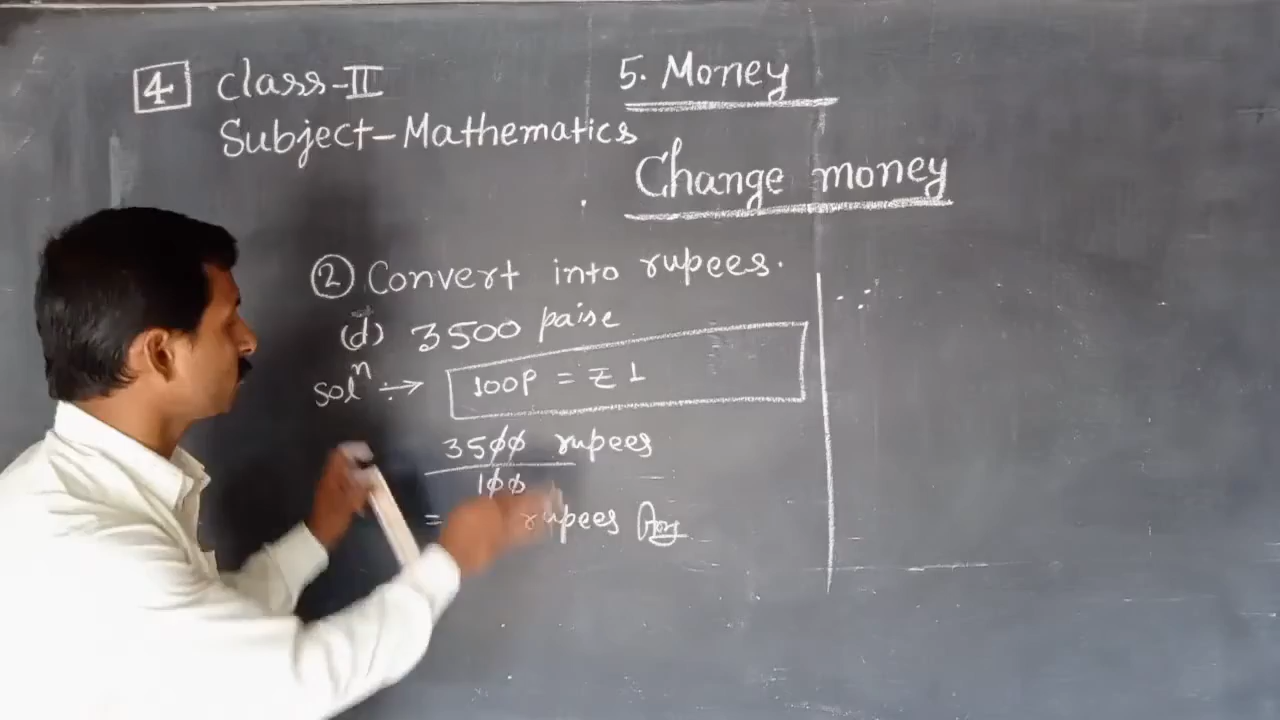 4 Class-III
Subject-Mathematics
5. Money
Change money
② Convert into rupees.
(d) 3500 paise
Solⁿ ÷→ 100P = ₹ 1
3500 rupees
100
= rupees Ans